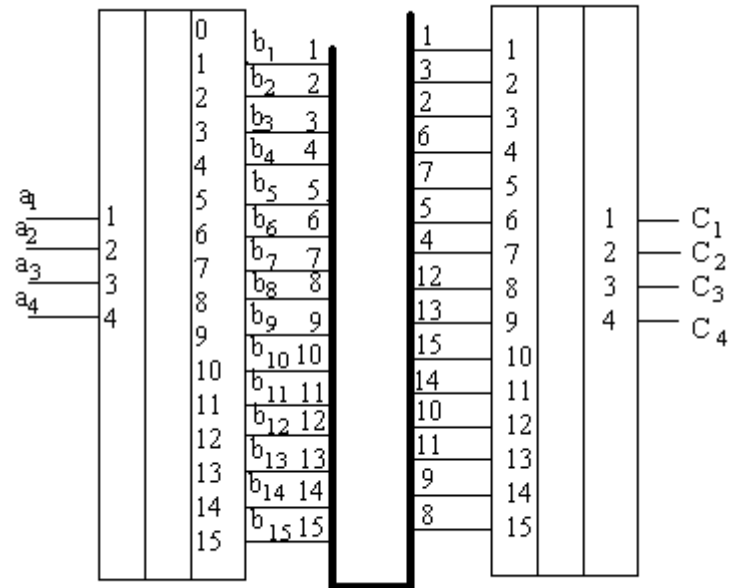 0
b1 1 1 1 1
1
b2 2 3 2
2
b3 3 2 3
3
b4 4 6 4
4
b5 5 7 5
5
a1 1 b6 6 5 6 1 C1
6
a2 2 b7 7 4 7 2 C2
7
a3 3 b8 8 12 8 3 C3
8
a4 4 b9 9 13 9 4 C4
9
b10 10 15 10
10
b11 11 14 11
11
b12 12 10 12
12
b13 13 11 13
13
b14 14 9 14
14
b15 15 8 15
15